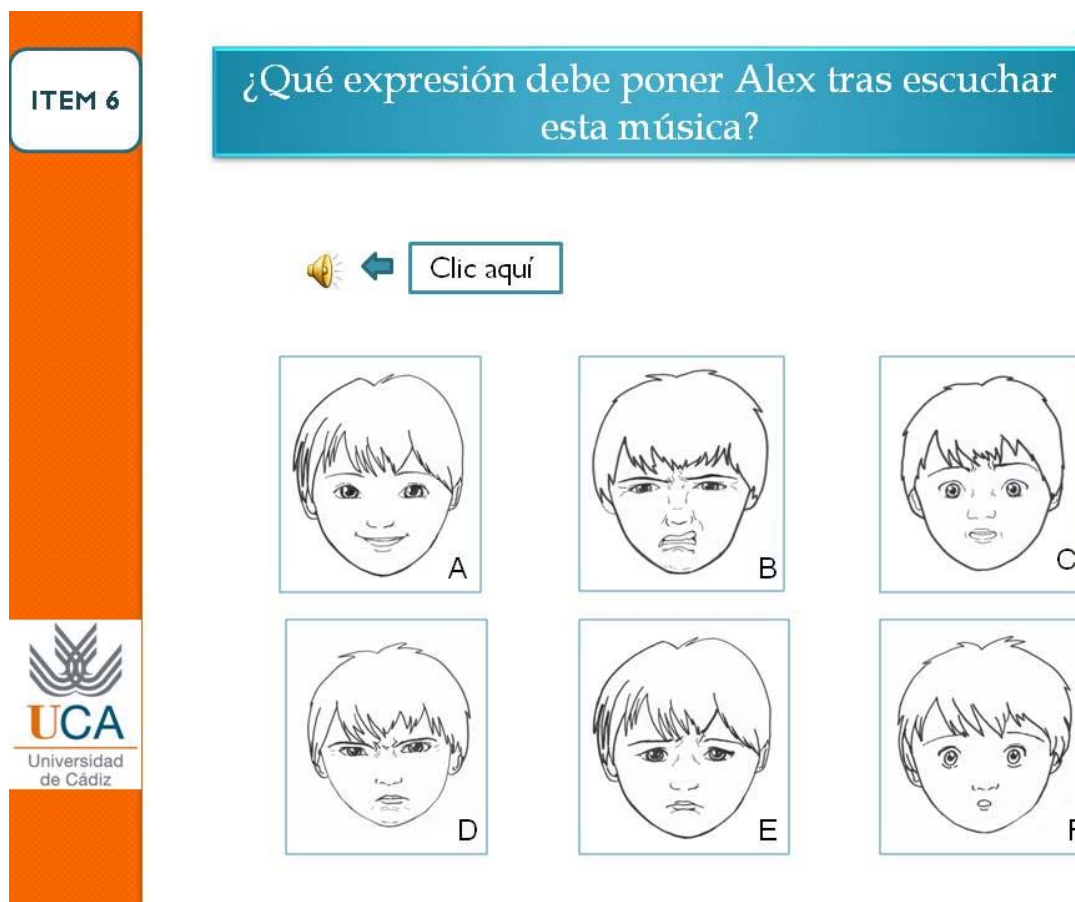 ITEM 6
¿Qué expresión debe poner Alex tras escuchar
esta música?
Clic aquí
A
B
C
D
E
F
UCA
Universidad
de Cádiz